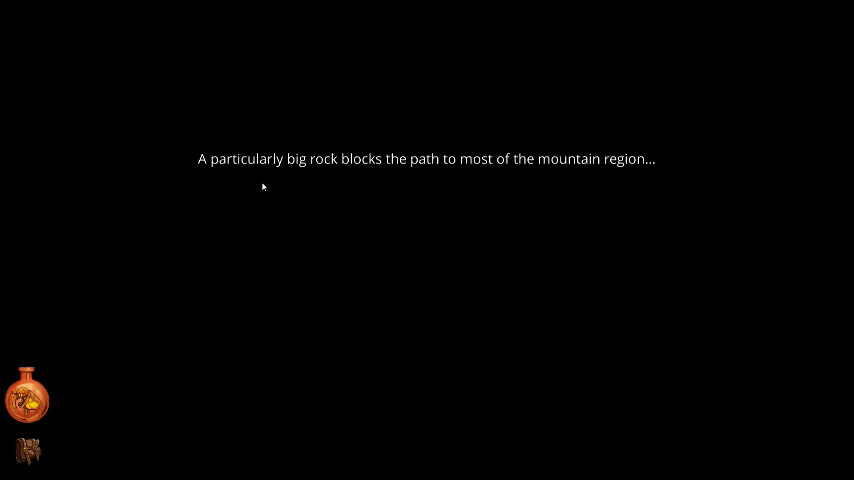 A particularly big rock blocks the path to most of the mountain region...